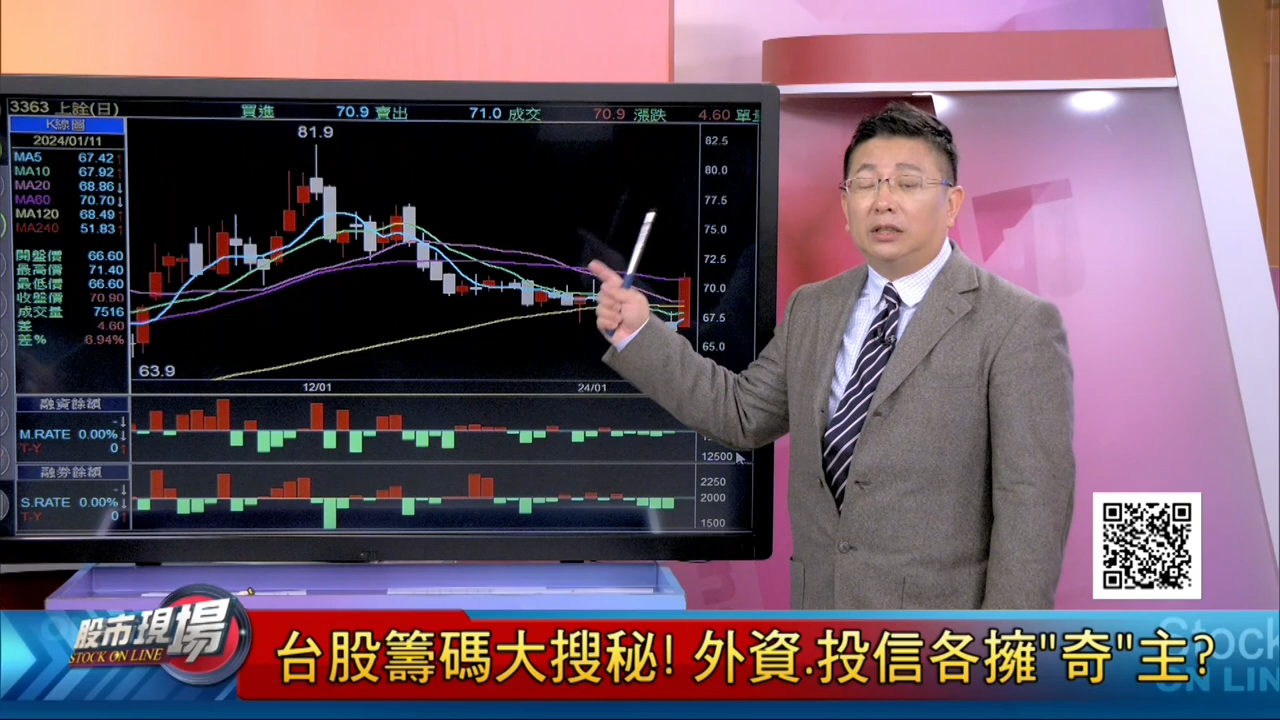 3363 上詮(日)
買進 70.9 賣出 71.0 成交 70.9 漲跌 4.60
K線圖
2024/01/11
MA5 67.42↑
MA10 67.92↑
MA20 68.86↓
MA60 70.70↓
MA120 68.49↑
MA240 51.83↑
開盤價 66.60
最高價 71.40
最低價 66.60
收盤價 70.90
成交量 7516
差 4.60
差% 6.94%
81.9
63.9
82.5
80.0
77.5
75.0
72.5
70.0
67.5
65.0
12/01
24/01
融資餘額
-↓
M.RATE 0.00%↓
T-Y 0↑
12500
融券餘額
-↓
S.RATE 0.00%↓
T-Y 0↑
2250
2000
1500
股市現場
STOCK ON LINE
台股籌碼大搜秘! 外資.投信各擁"奇"主?
Stock
ON LIN